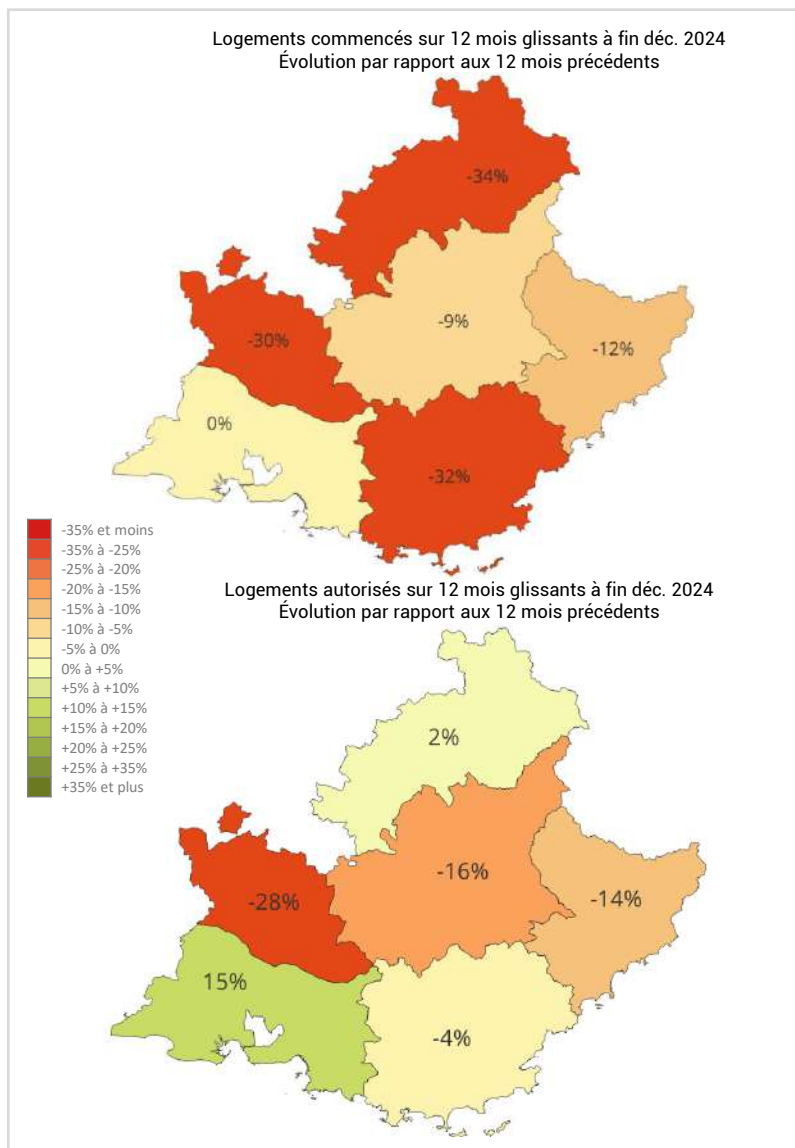 Logements commencés sur 12 mois glissants à fin déc. 2024
Évolution par rapport aux 12 mois précédents
-34%
-9%
-30%
-12%
0%
-32%
-35% et moins
-35% à -25%
-25% à -20%
-20% à -15%
-15% à -10%
-10% à -5%
-5% à 0%
0% à +5%
+5% à +10%
+10% à +15%
+15% à +20%
+20% à +25%
+25% à +35%
+35% et plus
Logements autorisés sur 12 mois glissants à fin déc. 2024
Évolution par rapport aux 12 mois précédents
2%
-16%
-28%
-14%
15%
-4%